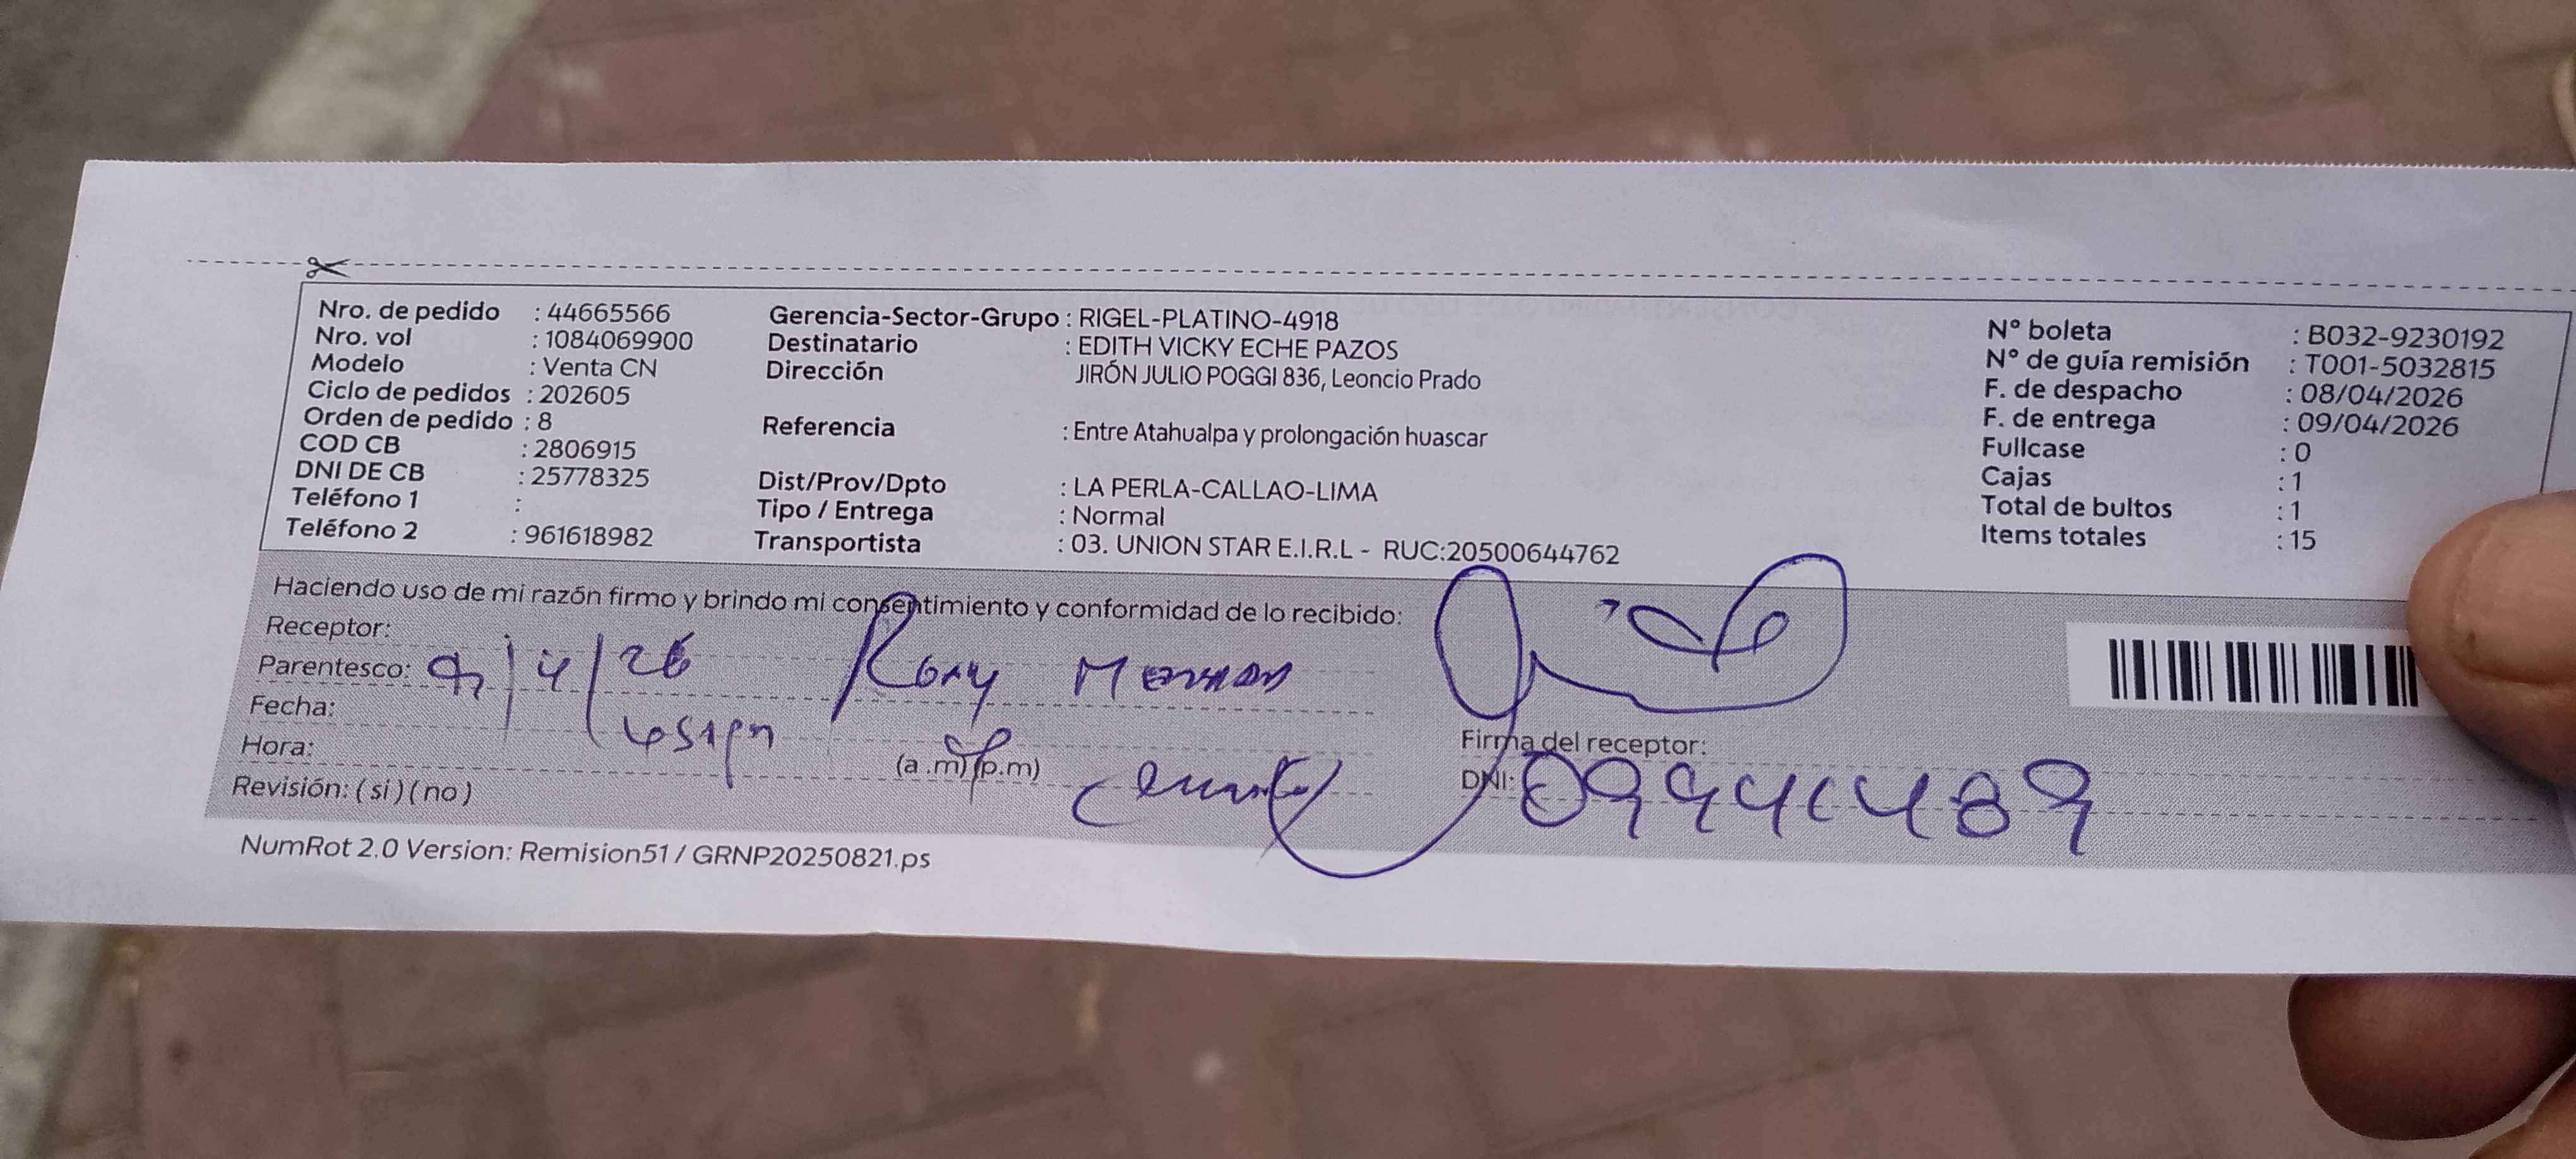 Nro. de pedido : 44665566
Nro. vol : 1084069900
Modelo : Venta CN
Ciclo de pedidos : 202605
Orden de pedido : 8
COD CB : 2806915
DNI DE CB : 25778325
Teléfono 1 :
Teléfono 2 : 961618982
Gerencia-Sector-Grupo : RIGEL-PLATINO-4918
Destinatario : EDITH VICKY ECHE PAZOS
Dirección JIRÓN JULIO POGGI 836, Leoncio Prado
Referencia : Entre Atahualpa y prolongación huascar
Dist/Prov/Dpto : LA PERLA-CALLAO-LIMA
Tipo / Entrega : Normal
Transportista : 03. UNION STAR E.I.R.L - RUC:20500644762
N° boleta : B032-9230192
N° de guía remisión : T001-5032815
F. de despacho : 08/04/2026
F. de entrega : 09/04/2026
Fullcase : 0
Cajas : 1
Total de bultos : 1
Items totales : 15
Haciendo uso de mi razón firmo y brindo mi consentimiento y conformidad de lo recibido:
Receptor:
Parentesco: 9/4/26 Rony
Fecha:
Hora: (a.m) (p.m)
Revisión: (si) (no)
Firma del receptor:
DNI:
NumRot 2.0 Version: Remision51 / GRNP20250821.ps